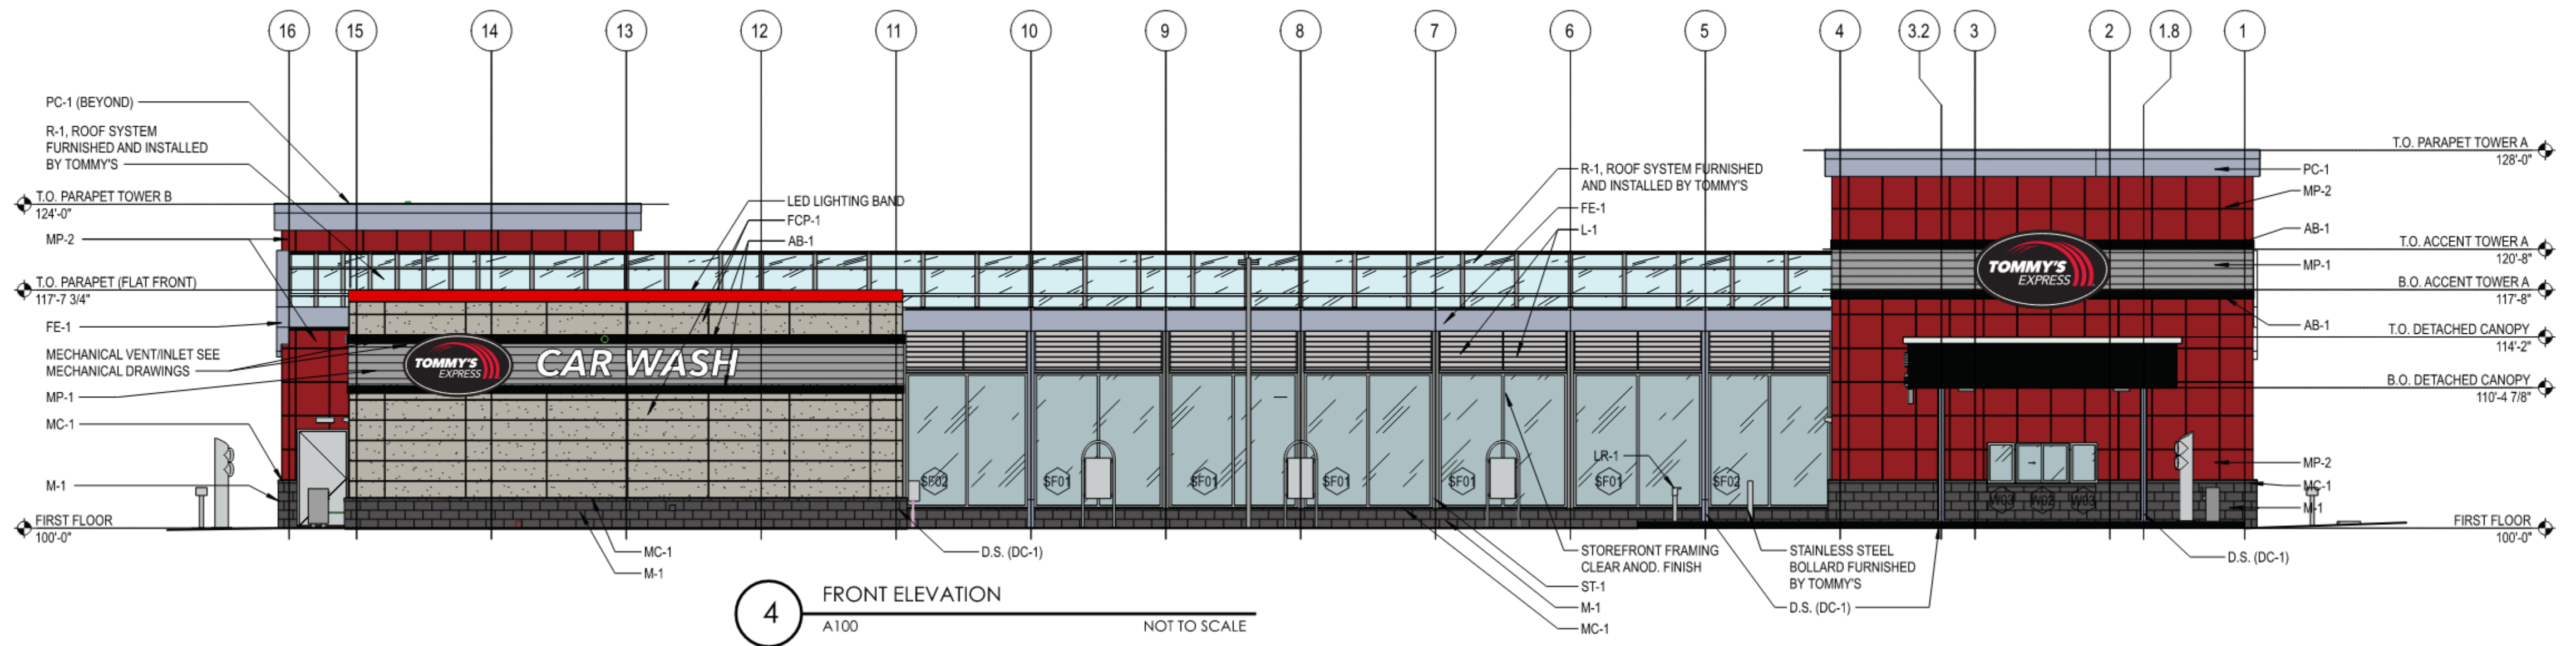 16
15
14
13
12
11
10
9
8
7
6
5
4
3.2
3
2
1.8
1
PC-1 (BEYOND)
R-1, ROOF SYSTEM
FURNISHED AND INSTALLED
BY TOMMY'S
T.O. PARAPET TOWER B
124'-0"
MP-2
T.O. PARAPET (FLAT FRONT)
117'-7 3/4"
FE-1
MECHANICAL VENT/INLET SEE
MECHANICAL DRAWINGS
MP-1
MC-1
M-1
FIRST FLOOR
100'-0"
LED LIGHTING BAND
FCP-1
AB-1
TOMMY'S
EXPRESS
CAR WASH
MC-1
M-1
D.S. (DC-1)
R-1, ROOF SYSTEM FURNISHED
AND INSTALLED BY TOMMY'S
FE-1
L-1
SF02
SF01
SF01
SF01
SF01
SF01
SF02
LR-1
STOREFRONT FRAMING
CLEAR ANOD. FINISH
ST-1
M-1
MC-1
STAINLESS STEEL
BOLLARD FURNISHED
BY TOMMY'S
D.S. (DC-1)
TOMMY'S
EXPRESS
W03
W02
W03
T.O. PARAPET TOWER A
128'-0"
PC-1
MP-2
AB-1
T.O. ACCENT TOWER A
120'-8"
MP-1
B.O. ACCENT TOWER A
117'-8"
AB-1
T.O. DETACHED CANOPY
114'-2"
B.O. DETACHED CANOPY
110'-4 7/8"
MP-2
MC-1
M-1
FIRST FLOOR
100'-0"
D.S. (DC-1)
4
FRONT ELEVATION
A100
NOT TO SCALE